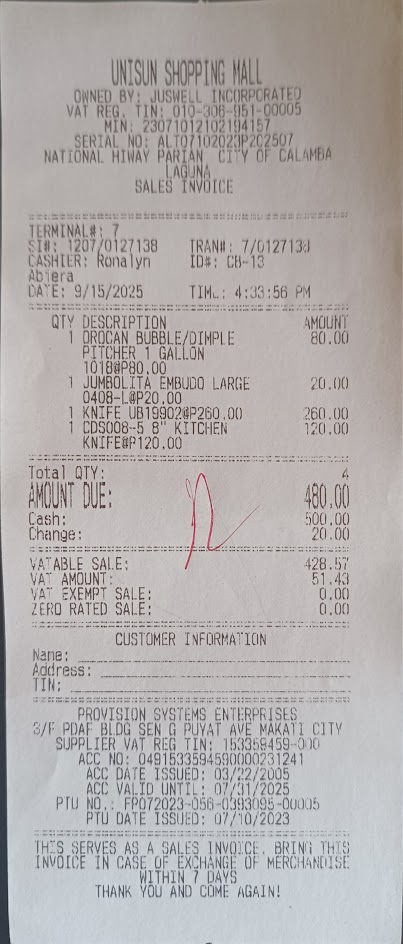 UNISUN SHOPPING MALL
OWNED BY: JUSWELL INCORPORATED
VAT REG. TIN: 010-306-951-00005
MIN: 23071012102194157
SERIAL NO: ALT07102023P2C2507
NATIONAL HIWAY PARIAN, CITY OF CALAMBA
LAGUNA
SALES INVOICE
TERMINAL#: 7
SI#: 1207/0127138 TRAN#: 7/0127138
CASHIER: Ronalyn ID#: CB-13
Abiera
DATE: 9/15/2025 TIME: 4:33:56 PM
QTY DESCRIPTION AMOUNT
1 OROCAN BUBBLE/DIMPLE 80.00
PITCHER 1 GALLON
1018@P80.00
1 JUMBOLITA EMBUDO LARGE 20.00
0408-L@P20.00
1 KNIFE UB19902@P260.00 260.00
1 CDS008-5 8" KITCHEN 120.00
KNIFE@P120.00
Total QTY: 4
AMOUNT DUE: 480.00
Cash: 500.00
Change: 20.00
VATABLE SALE: 428.57
VAT AMOUNT: 51.43
VAT EXEMPT SALE: 0.00
ZERO RATED SALE: 0.00
CUSTOMER INFORMATION
Name:
Address:
TIN:
PROVISION SYSTEMS ENTERPRISES
3/F PDAF BLDG SEN G PUYAT AVE MAKATI CITY
SUPPLIER VAT REG TIN: 153359459-000
ACC NO: 0491533594590000231241
ACC DATE ISSUED: 03/22/2005
ACC VALID UNTIL: 07/31/2025
PTU NO.: FP072023-056-0393095-00005
PTU DATE ISSUED: 07/10/2023
THIS SERVES AS A SALES INVOICE. BRING THIS
INVOICE IN CASE OF EXCHANGE OF MERCHANDISE
WITHIN 7 DAYS
THANK YOU AND COME AGAIN!